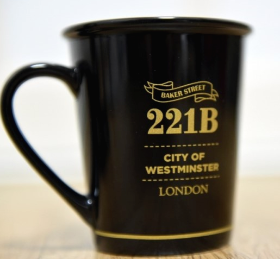 BAKER STREET
221B
CITY OF
WESTMINSTER
LONDON